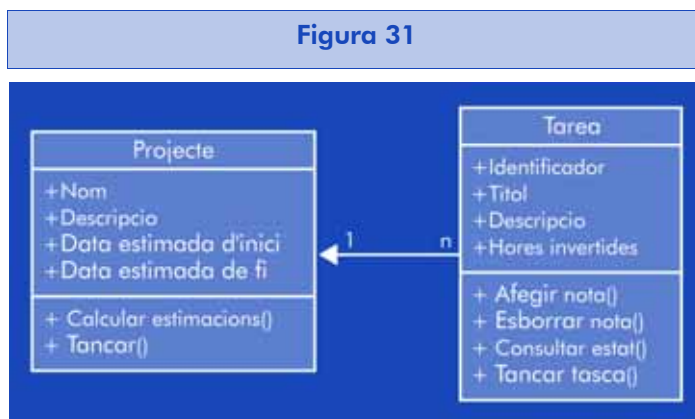 Figura 31
Projecte
+Nom
+Descripcio
+Data estimada d'inici
+Data estimada de fi
+ Calcular estimacions()
+ Tancar()
1
n
Tarea
+Identificador
+Titol
+Descripcio
+Hores invertides
+ Afegir nota()
+ Esborrar nota()
+ Consultar estat()
+ Tancar tasca()